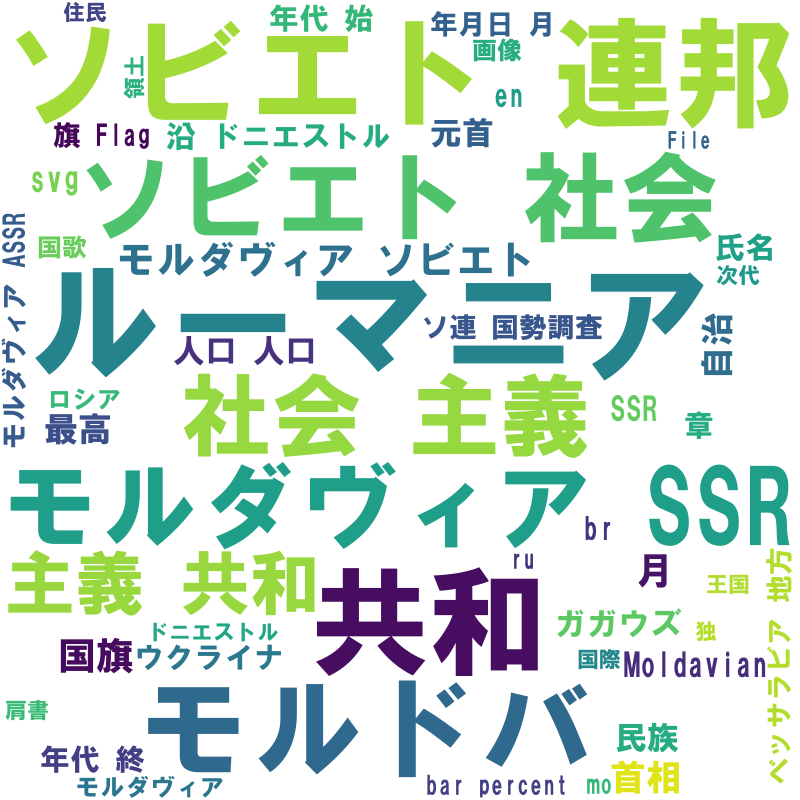 住民
年代 始
年月日 月
ソビエト 連邦
画像
領土
en
旗 Flag
沿 ドニエストル
元首
File
svg
ソビエト 社会
モルダヴィア ASSR
国歌
モルダヴィア ソビエト
氏名
次代
ルーマニア
ソ連 国勢調査
自治
人口 人口
ロシア
最高
社会 主義
SSR
章
モルダヴィア SSR
br
主義 共和
共和
ru
月
王国
ベッサラビア 地方
ドニエストル
ガガウズ
独
国旗
ウクライナ
国際
Moldavian
肩書
モルドバ
民族
年代 終
モルダヴィア
bar percent
mo
首相